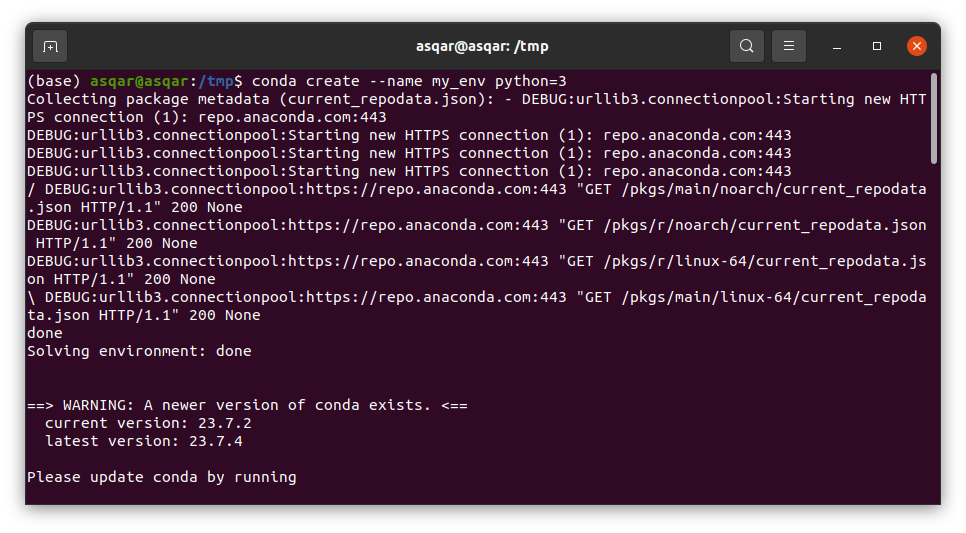 asqar@asqar: /tmp
(base) asqar@asqar:/tmp$ conda create --name my_env python=3
Collecting package metadata (current_repodata.json): - DEBUG:urllib3.connectionpool:Starting new HTT
PS connection (1): repo.anaconda.com:443
DEBUG:urllib3.connectionpool:Starting new HTTPS connection (1): repo.anaconda.com:443
DEBUG:urllib3.connectionpool:Starting new HTTPS connection (1): repo.anaconda.com:443
DEBUG:urllib3.connectionpool:Starting new HTTPS connection (1): repo.anaconda.com:443
/ DEBUG:urllib3.connectionpool:https://repo.anaconda.com:443 "GET /pkgs/main/noarch/current_repodata
.json HTTP/1.1" 200 None
DEBUG:urllib3.connectionpool:https://repo.anaconda.com:443 "GET /pkgs/r/noarch/current_repodata.json
 HTTP/1.1" 200 None
DEBUG:urllib3.connectionpool:https://repo.anaconda.com:443 "GET /pkgs/r/linux-64/current_repodata.js
on HTTP/1.1" 200 None
\ DEBUG:urllib3.connectionpool:https://repo.anaconda.com:443 "GET /pkgs/main/linux-64/current_repoda
ta.json HTTP/1.1" 200 None
done
Solving environment: done
==> WARNING: A newer version of conda exists. <==
  current version: 23.7.2
  latest version: 23.7.4
Please update conda by running